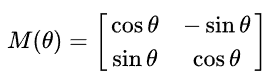 M(θ) = [ cos θ  − sin θ
sin θ  cos θ ]